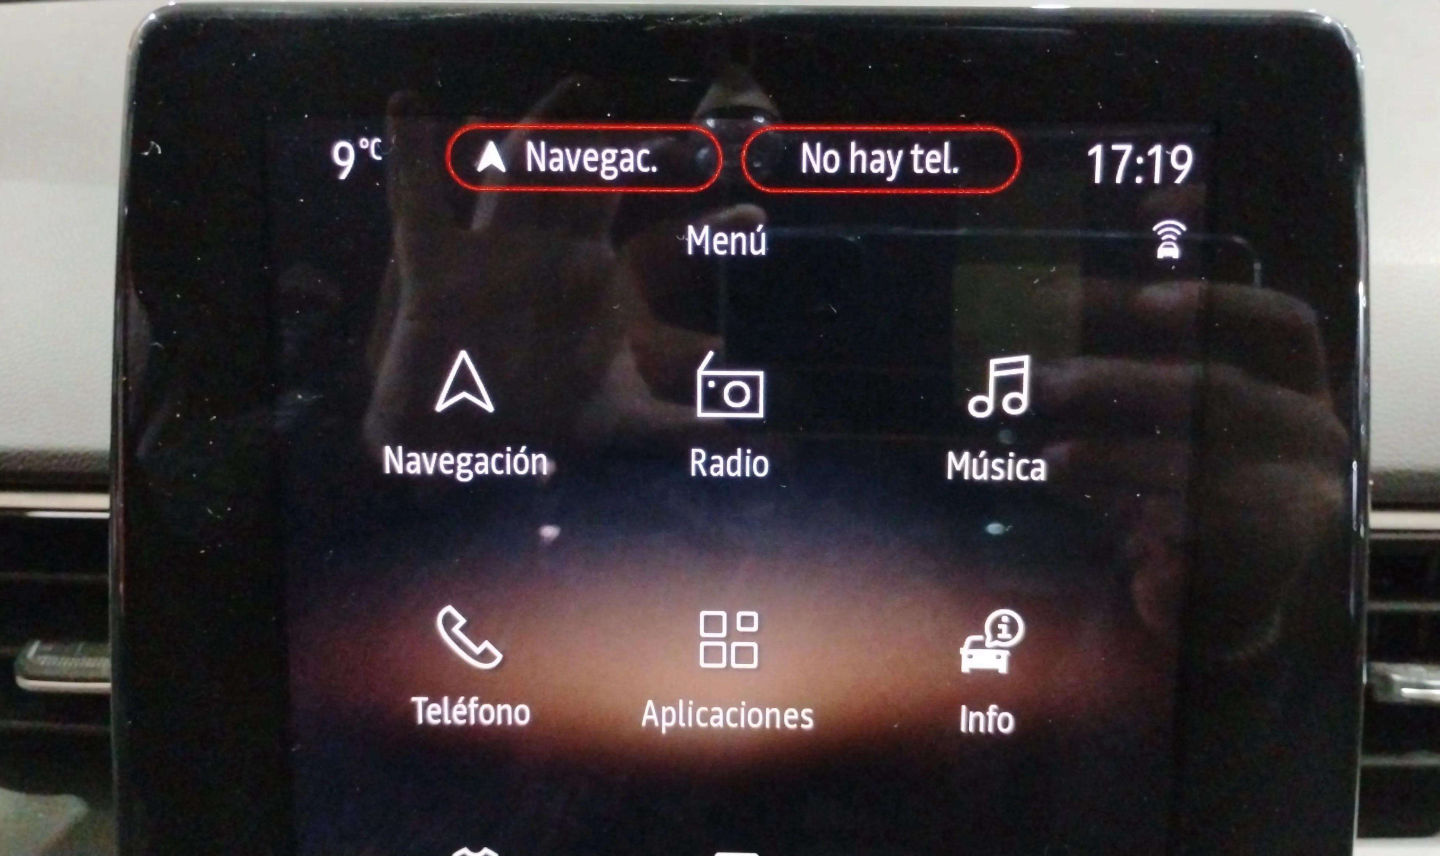 9°C Navegac. No hay tel. 17:19
Menú
Navegación Radio Música
Teléfono Aplicaciones Info